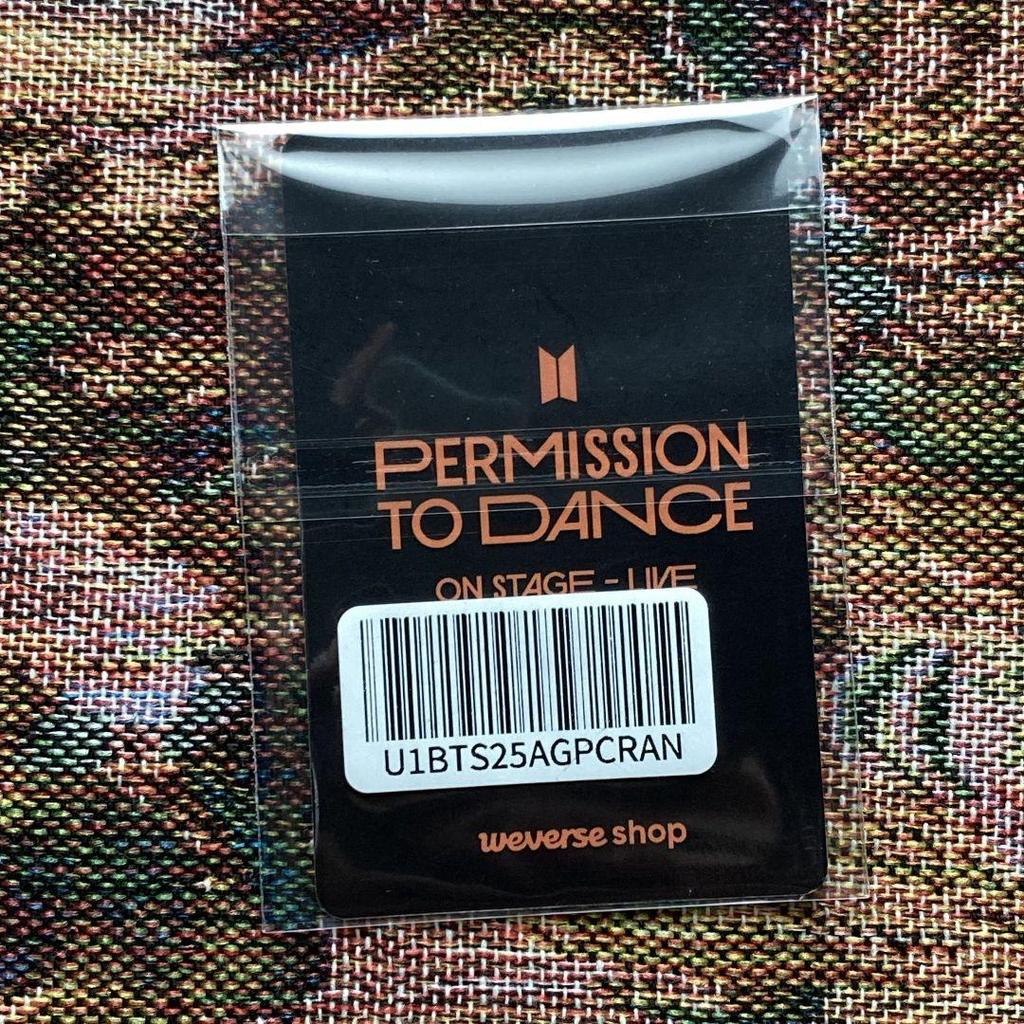 PERMISSION
TO DANCE
ON STAGE - LIVE
U1BTS25AGPCRAN
weverse shop